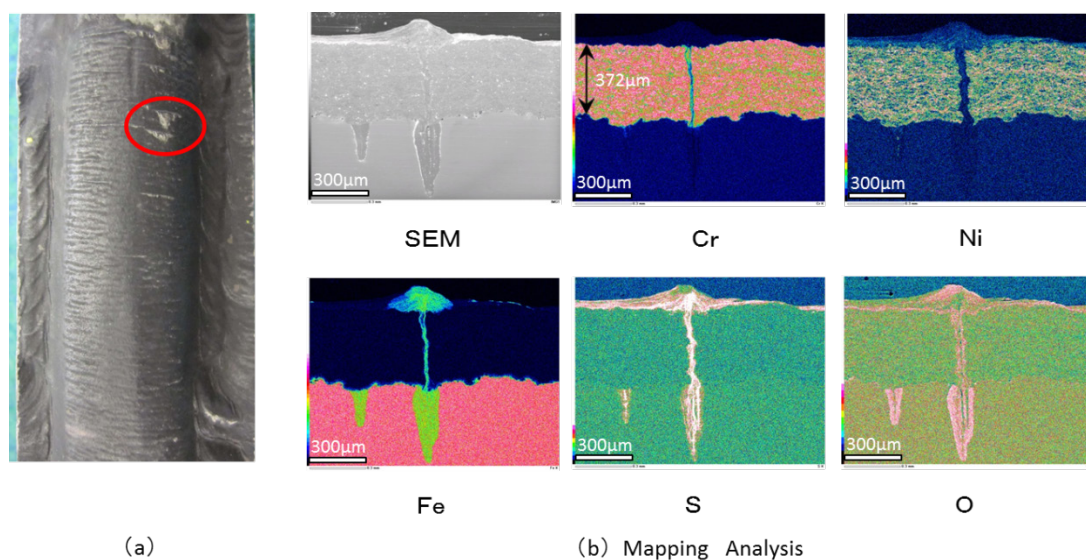 372μm
300μm
300μm
300μm
SEM
Cr
Ni
300μm
300μm
300μm
Fe
S
O
（a）
（b）Mapping Analysis